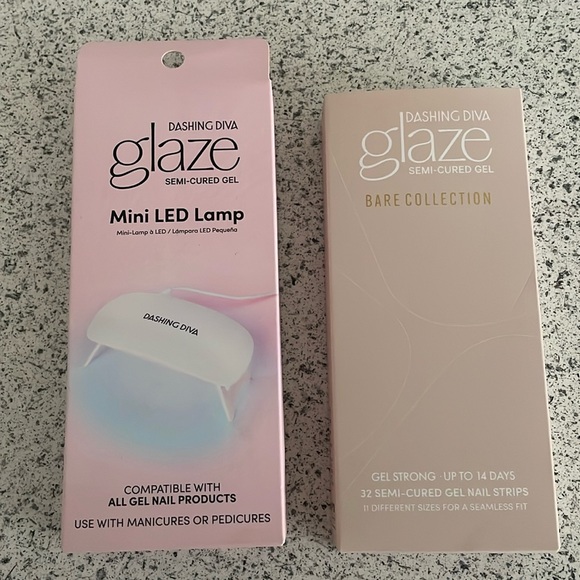 DASHING DIVA
glaze
SEMI-CURED GEL
Mini LED Lamp
Mini-Lamp à LED / Lámpara LED Pequeña
DASHING DIVA
COMPATIBLE WITH
ALL GEL NAIL PRODUCTS
USE WITH MANICURES OR PEDICURES
DASHING DIVA
glaze
SEMI-CURED GEL
BARE COLLECTION
GEL STRONG · UP TO 14 DAYS
32 SEMI-CURED GEL NAIL STRIPS
11 DIFFERENT SIZES FOR A SEAMLESS FIT